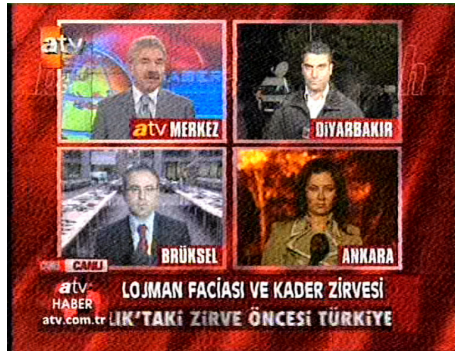 atv
atv MERKEZ
DİYARBAKIR
BRÜKSEL
ANKARA
CANLI
atv
HABER
atv.com.tr
LOJMAN FACİASI VE KADER ZİRVESİ
LIK'TAKİ ZİRVE ÖNCESİ TÜRKİYE